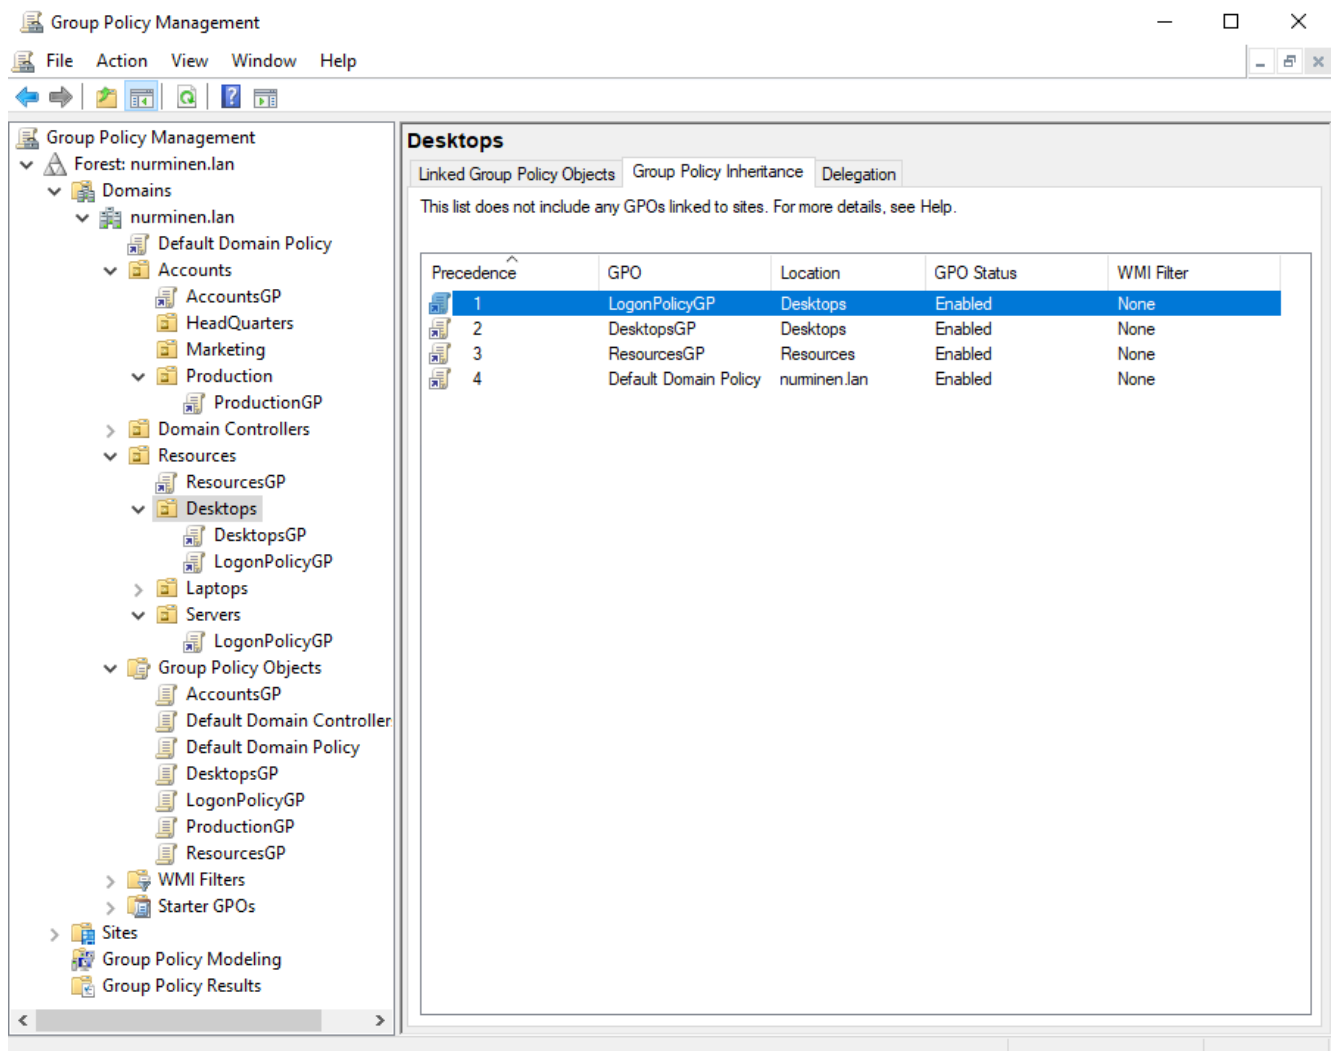 Group Policy Management
File Action View Window Help
Group Policy Management
Forest: nurminen.lan
Domains
nurminen.lan
Default Domain Policy
Accounts
AccountsGP
HeadQuarters
Marketing
Production
ProductionGP
Domain Controllers
Resources
ResourcesGP
Desktops
DesktopsGP
LogonPolicyGP
Laptops
Servers
LogonPolicyGP
Group Policy Objects
AccountsGP
Default Domain Controller
Default Domain Policy
DesktopsGP
LogonPolicyGP
ProductionGP
ResourcesGP
WMI Filters
Starter GPOs
Sites
Group Policy Modeling
Group Policy Results
Desktops
Linked Group Policy Objects Group Policy Inheritance Delegation
This list does not include any GPOs linked to sites. For more details, see Help.
Precedence GPO Location GPO Status WMI Filter
1 LogonPolicyGP Desktops Enabled None
2 DesktopsGP Desktops Enabled None
3 ResourcesGP Resources Enabled None
4 Default Domain Policy nurminen.lan Enabled None